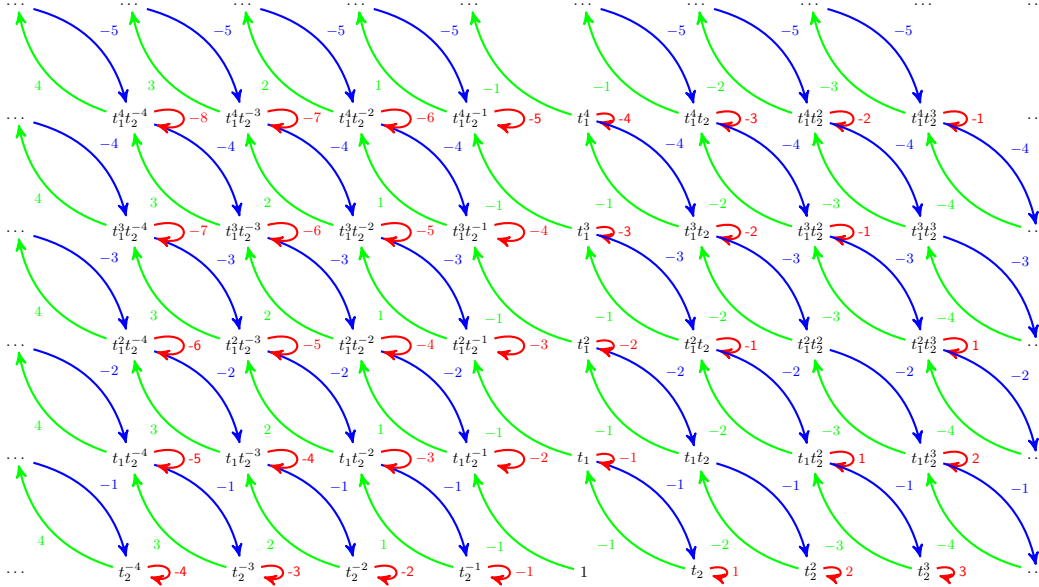 ⋯ ⋯ ⋯ ⋯ ⋯ ⋯ ⋯ ⋯ ⋯ ⋯
−5 −5 −5 −5 −5 −5 −5
4 3 2 1 −1 −1 −2 −3
⋯ t₁⁴t₂⁻⁴ -8 t₁⁴t₂⁻³ -7 t₁⁴t₂⁻² -6 t₁⁴t₂⁻¹ -5 t₁⁴ -4 t₁⁴t₂ -3 t₁⁴t₂² -2 t₁⁴t₂³ -1 ⋯
−4 −4 −4 −4 −4 −4 −4 −4
4 3 2 1 −1 −1 −2 −3 −4
⋯ t₁³t₂⁻⁴ -7 t₁³t₂⁻³ -6 t₁³t₂⁻² -5 t₁³t₂⁻¹ -4 t₁³ -3 t₁³t₂ -2 t₁³t₂² -1 t₁³t₂³ ⋯
−3 −3 −3 −3 −3 −3 −3 −3
4 3 2 1 −1 −1 −2 −3 −4
⋯ t₁²t₂⁻⁴ -6 t₁²t₂⁻³ -5 t₁²t₂⁻² -4 t₁²t₂⁻¹ -3 t₁² -2 t₁²t₂ -1 t₁²t₂² t₁²t₂³ 1 ⋯
−2 −2 −2 −2 −2 −2 −2 −2
4 3 2 1 −1 −1 −2 −3 −4
⋯ t₁t₂⁻⁴ -5 t₁t₂⁻³ -4 t₁t₂⁻² -3 t₁t₂⁻¹ -2 t₁ -1 t₁t₂ t₁t₂² 1 t₁t₂³ 2 ⋯
−1 −1 −1 −1 −1 −1 −1 −1
4 3 2 1 −1 −1 −2 −3 −4
⋯ t₂⁻⁴ -4 t₂⁻³ -3 t₂⁻² -2 t₂⁻¹ -1 1 t₂ 1 t₂² 2 t₂³ 3 ⋯